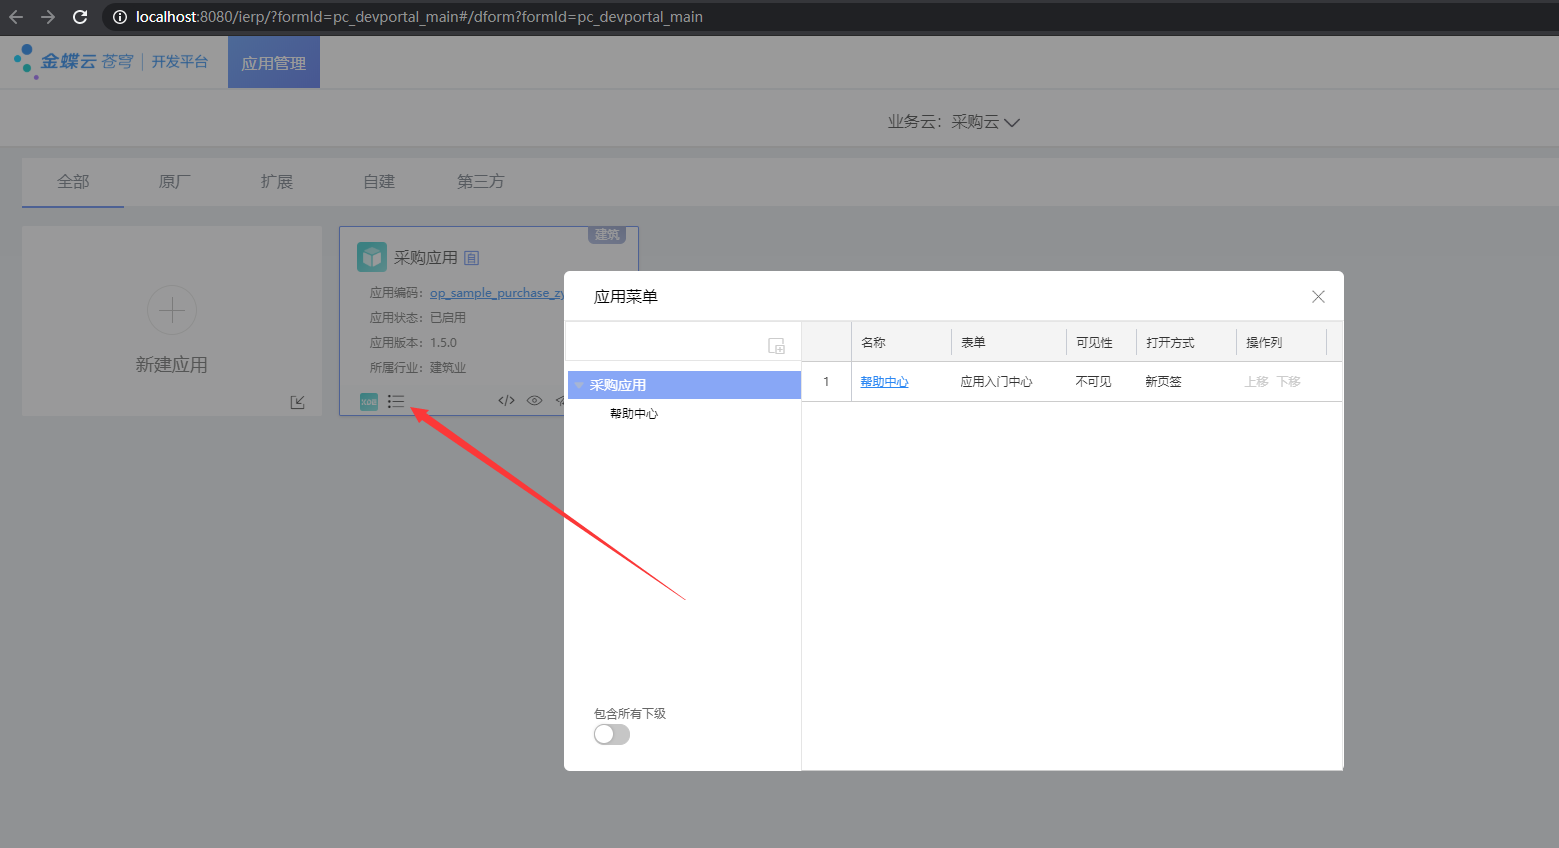 localhost:8080/ierp/?formId=pc_devportal_main#/dform?formId=pc_devportal_main
金蝶云 苍穹 | 开发平台
应用管理
业务云： 采购云
全部 原厂 扩展 自建 第三方
新建应用
建筑
采购应用 自
应用编码： op_sample_purchase_zy
应用状态： 已启用
应用版本： 1.5.0
所属行业： 建筑业
应用菜单
采购应用
帮助中心
包含所有下级
名称 表单 可见性 打开方式 操作列
1 帮助中心 应用入门中心 不可见 新页签 上移 下移